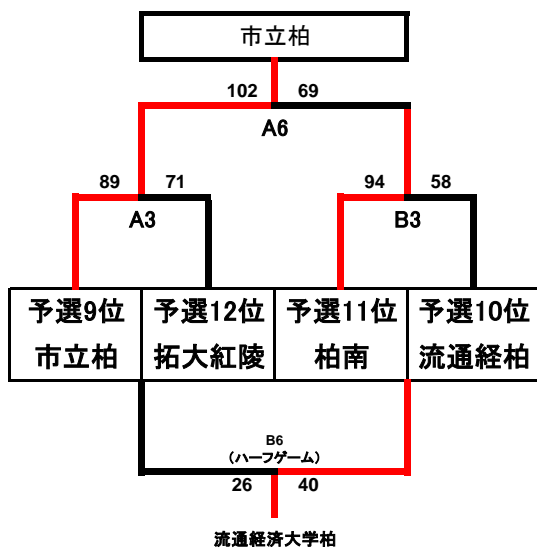 市立柏
102 69
A6
89 71 94 58
A3 B3
予選9位 予選12位 予選11位 予選10位
市立柏 拓大紅陵 柏南 流通経柏
B6
(ハーフゲーム)
26 40
流通経済大学柏